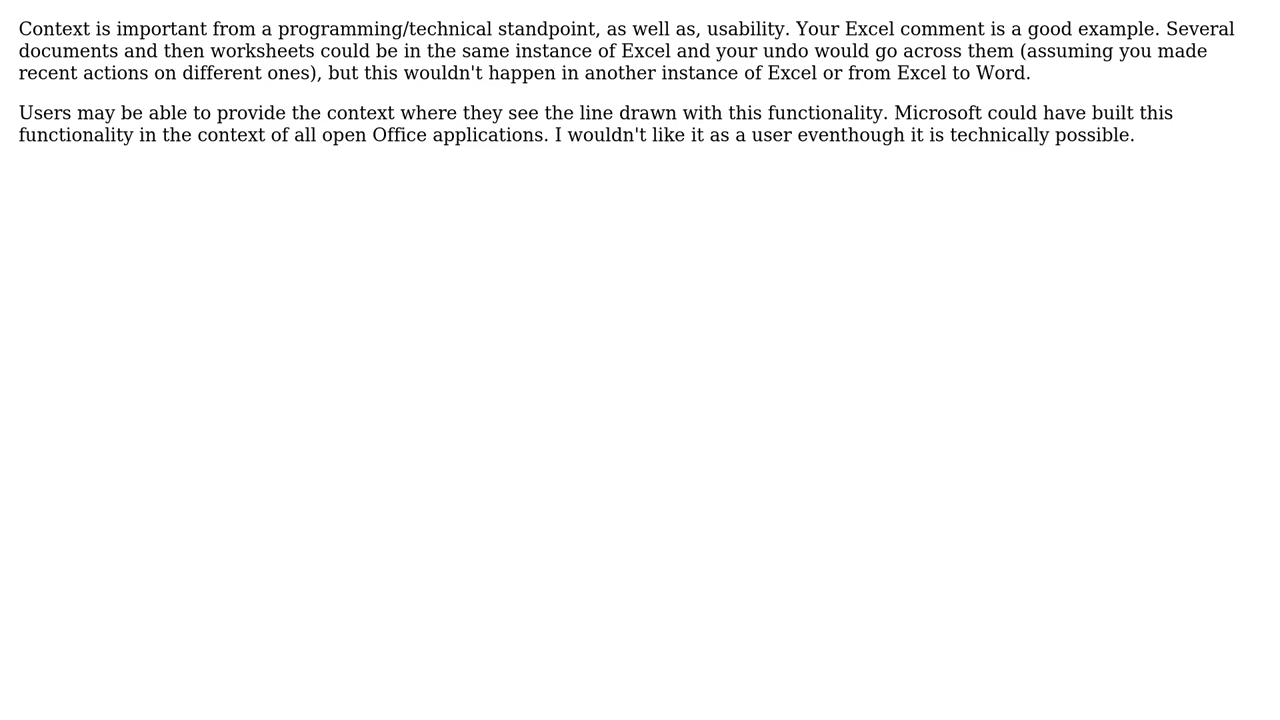 Context is important from a programming/technical standpoint, as well as, usability. Your Excel comment is a good example. Several
documents and then worksheets could be in the same instance of Excel and your undo would go across them (assuming you made
recent actions on different ones), but this wouldn't happen in another instance of Excel or from Excel to Word.
Users may be able to provide the context where they see the line drawn with this functionality. Microsoft could have built this
functionality in the context of all open Office applications. I wouldn't like it as a user eventhough it is technically possible.